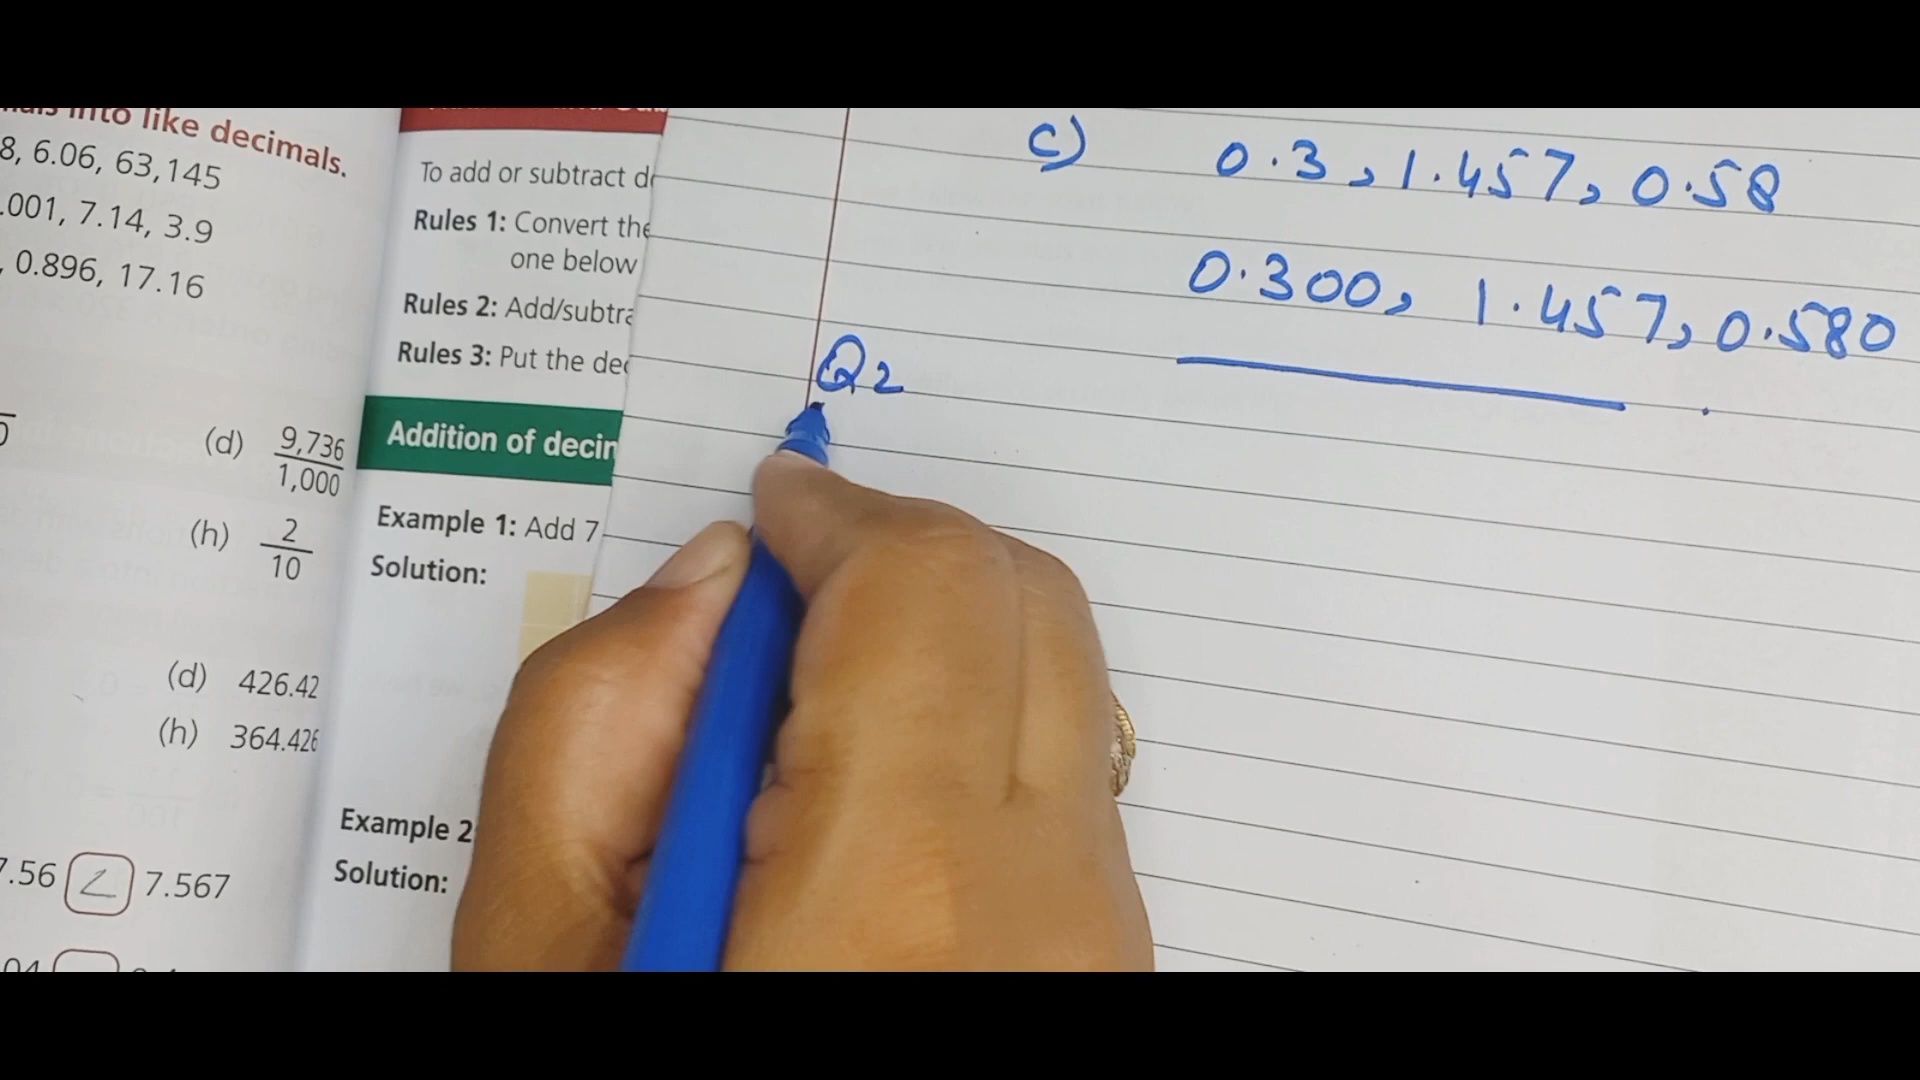 into like decimals.
8, 6.06, 63,145
.001, 7.14, 3.9
, 0.896, 17.16
(d) 9,736
1,000
(h) 2
10
(d) 426.42
(h) 364.426
7.56 7.567
To add or subtract
Rules 1: Convert the
one below
Rules 2: Add/subtra
Rules 3: Put the dec
Addition of decim
Example 1: Add 7
Solution:
Example 2
Solution:
c) 0.3, 1.457, 0.58
0.300, 1.457, 0.580
Q2